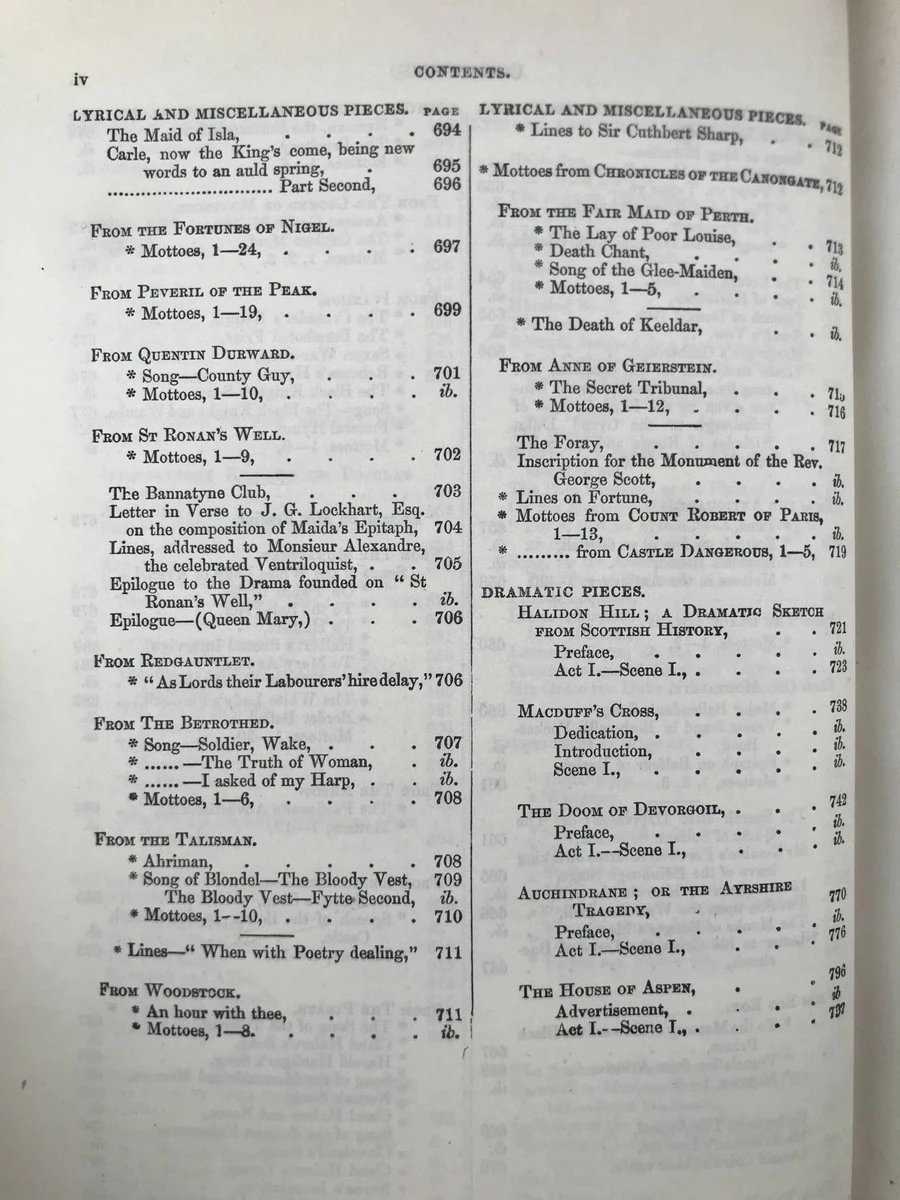 iv
CONTENTS.
LYRICAL AND MISCELLANEOUS PIECES. PAGE
The Maid of Isla, . . . . 694
Carle, now the King's come, being new
words to an auld spring, . 695
............................ Part Second, 696
FROM THE FORTUNES OF NIGEL.
* Mottoes, 1—24, . . . . 697
FROM PEVERIL OF THE PEAK.
* Mottoes, 1—19, . . . . 699
FROM QUENTIN DURWARD.
* Song—County Guy, . . . 701
* Mottoes, 1—10, . . . . ib.
FROM ST RONAN'S WELL.
* Mottoes, 1—9, . . . . 702
The Bannatyne Club, . . . 703
Letter in Verse to J. G. Lockhart, Esq.
on the composition of Maida's Epitaph, 704
Lines, addressed to Monsieur Alexandre,
the celebrated Ventriloquist, . . 705
Epilogue to the Drama founded on "St
Ronan's Well," . . . . ib.
Epilogue—(Queen Mary,) . . . 706
FROM REDGAUNTLET.
* "As Lords their Labourers' hire delay," 706
FROM THE BETROTHED.
* Song—Soldier, Wake, . . . 707
* ......—The Truth of Woman, . ib.
* ......—I asked of my Harp, . . ib.
* Mottoes, 1—6, . . . . 708
FROM THE TALISMAN.
* Ahriman, . . . . . 708
* Song of Blondel—The Bloody Vest, 709
The Bloody Vest—Fytte Second, ib.
* Mottoes, 1--10, . . . . 710
* Lines—"When with Poetry dealing," 711
FROM WOODSTOCK.
* An hour with thee, . . . 711
* Mottoes, 1—8. . . . . ib.
LYRICAL AND MISCELLANEOUS PIECES. PAGE
* Lines to Sir Cuthbert Sharp, . . 712
* Mottoes from CHRONICLES OF THE CANONGATE, 712
FROM THE FAIR MAID OF PERTH.
* The Lay of Poor Louise, . . 713
* Death Chant, . . . ib.
* Song of the Glee-Maiden, . . 714
* Mottoes, 1—5, . . . . ib.
* The Death of Keeldar, . . ib.
FROM ANNE OF GEIERSTEIN.
* The Secret Tribunal, . . . 715
* Mottoes, 1—12, . . . . 716
The Foray, . . . . . 717
Inscription for the Monument of the Rev.
George Scott, . . . . ib.
* Lines on Fortune, . . . . ib.
* Mottoes from COUNT ROBERT OF PARIS,
1—13, . . . . . ib.
* ......... from CASTLE DANGEROUS, 1—5, 719
DRAMATIC PIECES.
HALIDON HILL; A DRAMATIC SKETCH
FROM SCOTTISH HISTORY, . . 721
Preface, . . . . . ib.
Act I.—Scene I., . . . . 723
MACDUFF'S CROSS, . . . . 738
Dedication, . . . . . ib.
Introduction, . . . . ib.
Scene I., . . . . . ib.
THE DOOM OF DEVORGOIL, . . . 742
Preface, . . . . . ib.
Act I.--Scene I., . . . ib.
AUCHINDRANE; OR THE AYRSHIRE
TRAGEDY, . . . 770
Preface, . . . . . ib.
Act I.—Scene I., . . . 776
THE HOUSE OF ASPEN, . . . 796
Advertisement, . . . . ib
Act I.--Scene I., . . . . 797